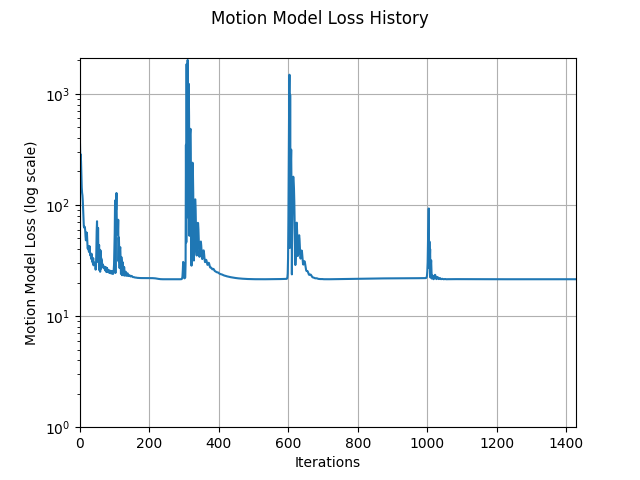 Motion Model Loss History
Motion Model Loss (log scale)
10³
10²
10¹
10⁰
0 200 400 600 800 1000 1200 1400
Iterations